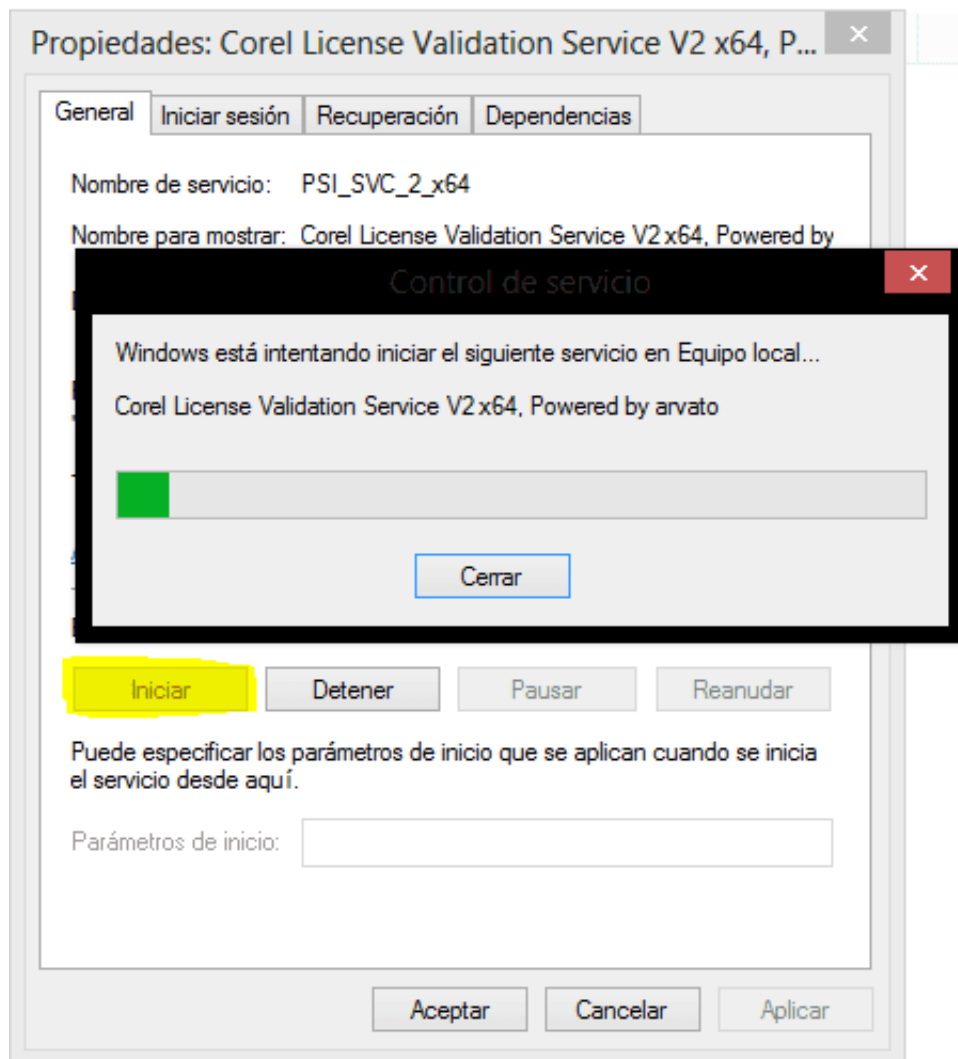 Propiedades: Corel License Validation Service V2 x64, P...
General Iniciar sesión Recuperación Dependencias
Nombre de servicio: PSI_SVC_2_x64
Nombre para mostrar: Corel License Validation Service V2 x64, Powered by
Control de servicio
Windows está intentando iniciar el siguiente servicio en Equipo local...
Corel License Validation Service V2 x64, Powered by arvato
Cerrar
Iniciar Detener Pausar Reanudar
Puede especificar los parámetros de inicio que se aplican cuando se inicia
el servicio desde aquí.
Parámetros de inicio:
Aceptar Cancelar Aplicar